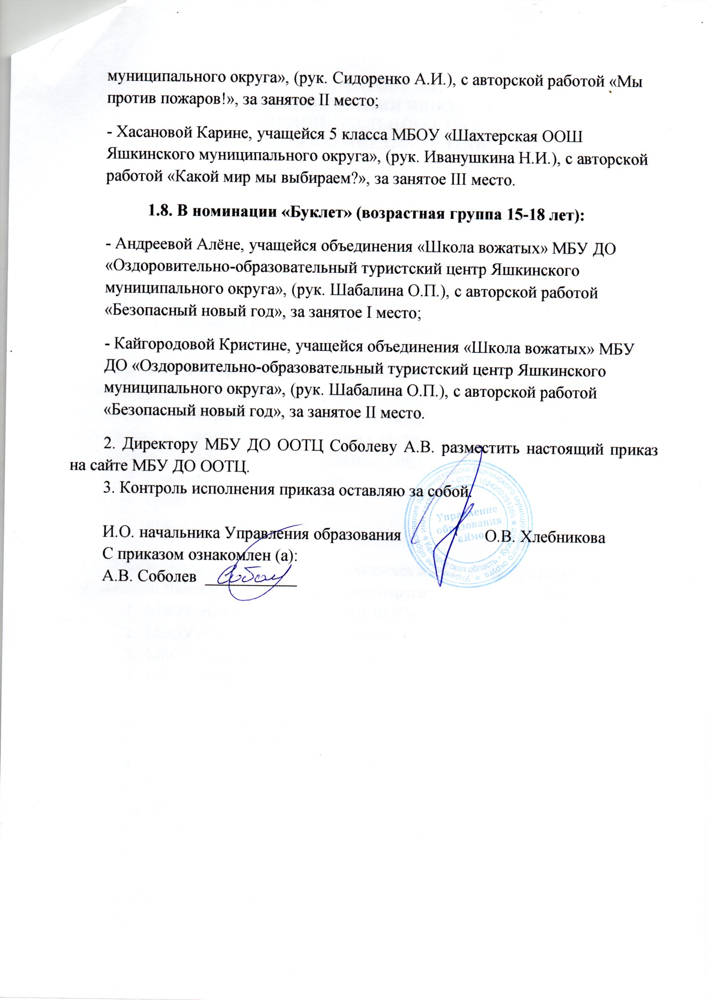 муниципального округа», (рук. Сидоренко А.И.), с авторской работой «Мы
против пожаров!», за занятое II место;
- Хасановой Карине, учащейся 5 класса МБОУ «Шахтерская ООШ
Яшкинского муниципального округа», (рук. Иванушкина Н.И.), с авторской
работой «Какой мир мы выбираем?», за занятое III место.
1.8. В номинации «Буклет» (возрастная группа 15-18 лет):
- Андреевой Алёне, учащейся объединения «Школа вожатых» МБУ ДО
«Оздоровительно-образовательный туристский центр Яшкинского
муниципального округа», (рук. Шабалина О.П.), с авторской работой
«Безопасный новый год», за занятое I место;
- Кайгородовой Кристине, учащейся объединения «Школа вожатых» МБУ
ДО «Оздоровительно-образовательный туристский центр Яшкинского
муниципального округа», (рук. Шабалина О.П.), с авторской работой
«Безопасный новый год», за занятое II место.
2. Директору МБУ ДО ООТЦ Соболеву А.В. разместить настоящий приказ
на сайте МБУ ДО ООТЦ.
3. Контроль исполнения приказа оставляю за собой.
И.О. начальника Управления образования О.В. Хлебникова
С приказом ознакомлен (а):
А.В. Соболев
Управление образования администрации Яшкинского муниципального округа
Кемеровская область - Кузбасс * ИНН * ОГРН 1024202291266
Управление
образования
аЯмо